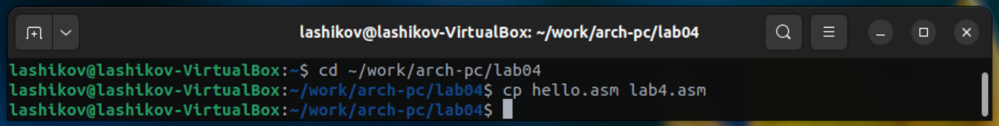 lashikov@lashikov-VirtualBox: ~/work/arch-pc/lab04
lashikov@lashikov-VirtualBox:~$ cd ~/work/arch-pc/lab04
lashikov@lashikov-VirtualBox:~/work/arch-pc/lab04$ cp hello.asm lab4.asm
lashikov@lashikov-VirtualBox:~/work/arch-pc/lab04$